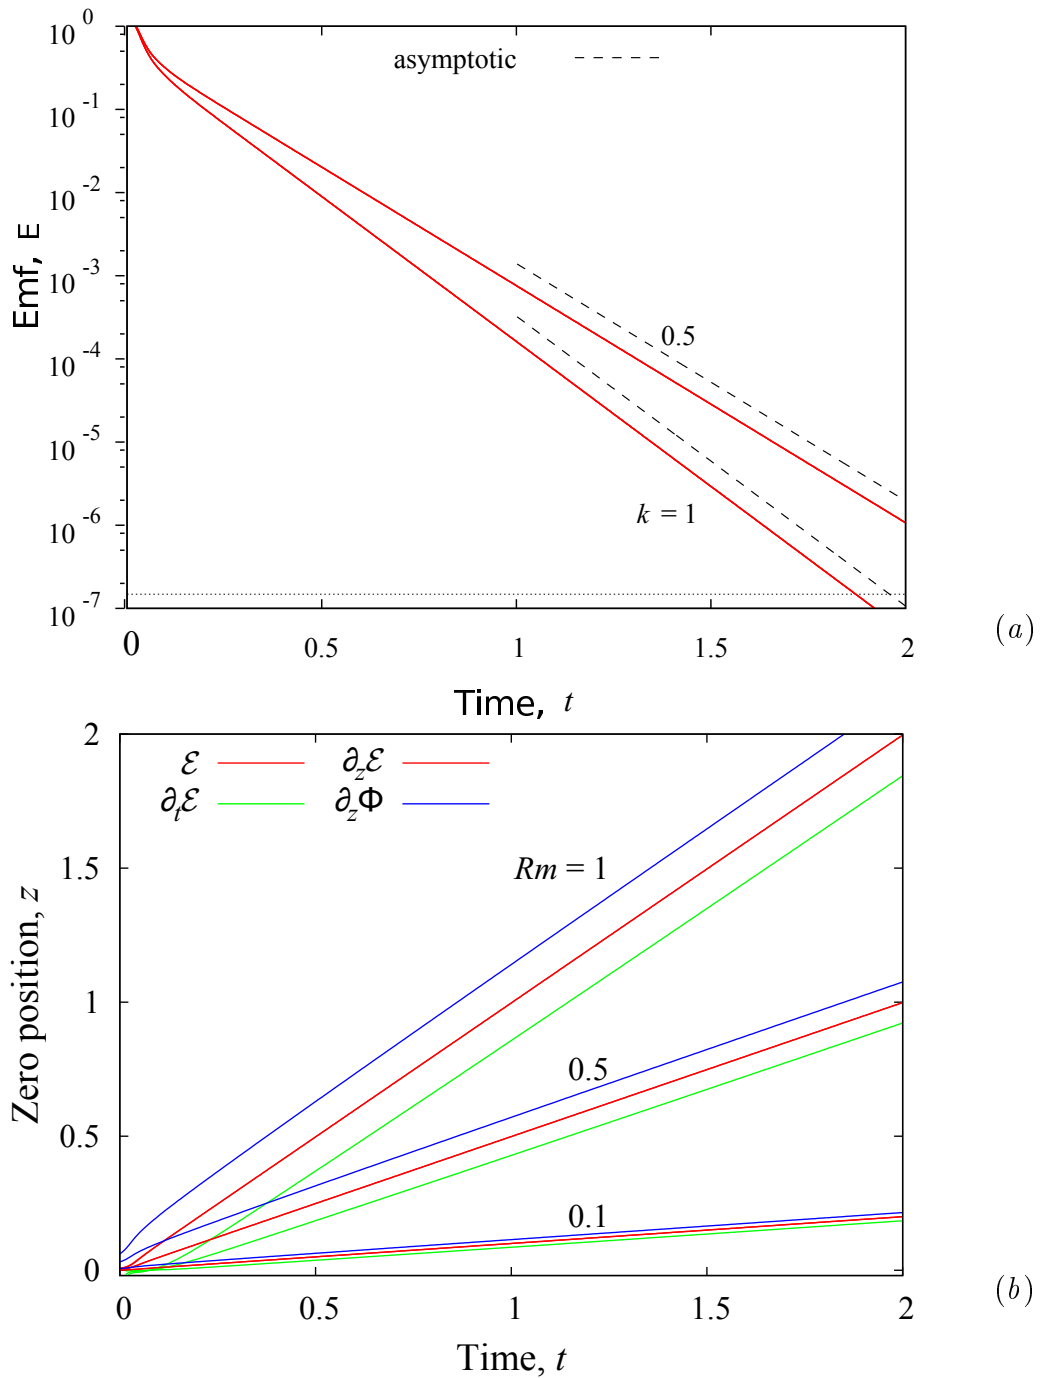 10^0
10^-1
10^-2
10^-3
10^-4
10^-5
10^-6
10^-7
Emf, E
asymptotic
0.5
k = 1
0 0.5 1 1.5 2
Time, t
(a)
2
1.5
1
0.5
0
Zero position, z
ℰ ∂zℰ
∂tℰ ∂zΦ
Rm = 1
0.5
0.1
0 0.5 1 1.5 2
Time, t
(b)